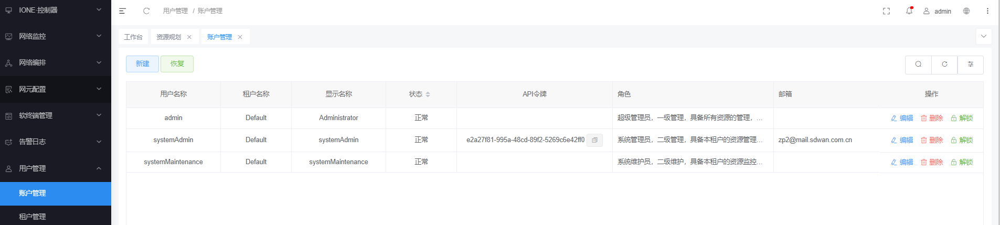 IONE·控制器
网络监控
网络编排
网元配置
软终端管理
告警日志
用户管理
账户管理
租户管理
用户管理 / 账户管理
admin
工作台 资源规划 账户管理
新建 恢复
用户名称 租户名称 显示名称 状态 API令牌 角色 邮箱 操作
admin Default Administrator 正常 超级管理员，一级管理，具备所有资源的管理，... 编辑 删除 解锁
systemAdmin Default systemAdmin 正常 e2a27f81-995a-48cd-89f2-5269c6e42ff0 系统管理员，二级管理，具备本租户的资源管理... zp2@mail.sdwan.com.cn 编辑 删除 解锁
systemMaintenance Default systemMaintenance 正常 系统维护员，二级维护，具备本租户的资源监控... 编辑 删除 解锁